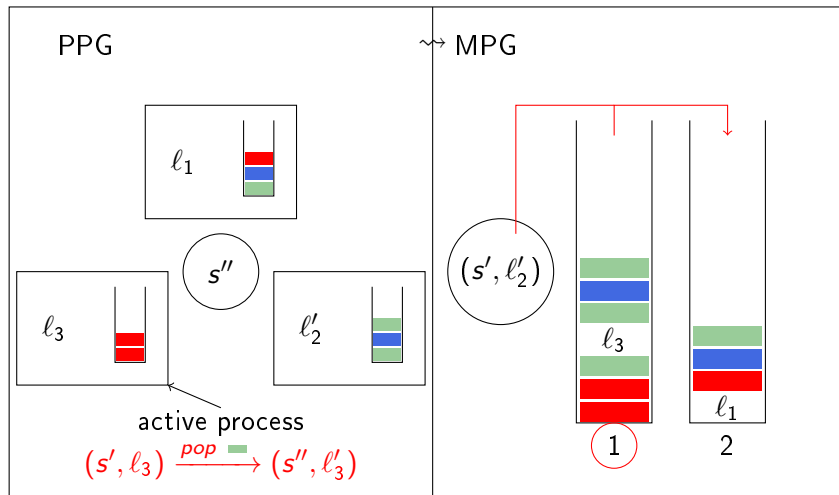 PPG
⇝ MPG
ℓ₁
s″
ℓ₃
ℓ′₂
active process
(s′, ℓ₃) —pop→ (s″, ℓ′₃)
(s′, ℓ′₂)
ℓ₃
ℓ₁
1
2